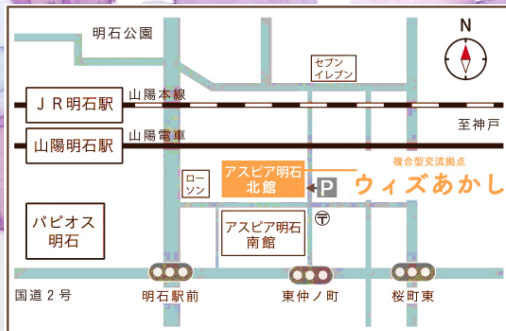 明石公園
セブン
イレブン
N
山陽本線
JR明石駅
至神戸
山陽電車
山陽明石駅
複合型交流拠点
ウィズあかし
アスピア明石
北館
ロー
ソン
P
〒
パピオス
明石
アスピア明石
南館
国道2号
明石駅前
東仲ノ町
桜町東